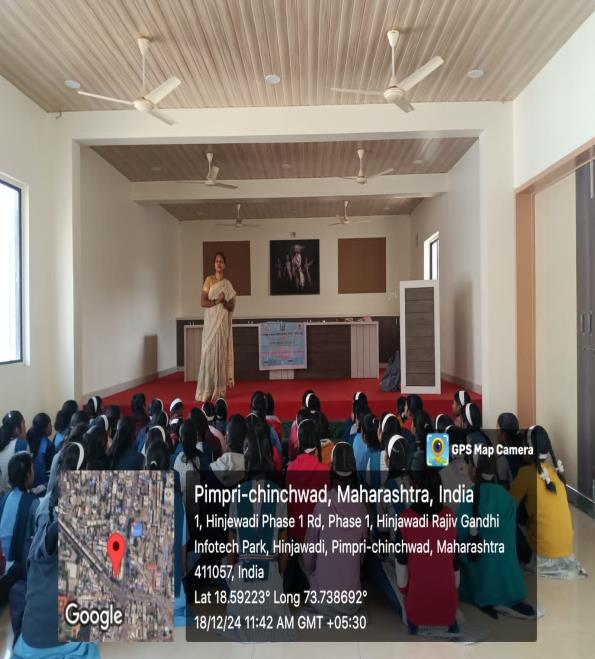 GPS Map Camera
Pimpri-chinchwad, Maharashtra, India
1, Hinjewadi Phase 1 Rd, Phase 1, Hinjawadi Rajiv Gandhi
Infotech Park, Hinjawadi, Pimpri-chinchwad, Maharashtra
411057, India
Lat 18.59223° Long 73.738692°
18/12/24 11:42 AM GMT +05:30
Google